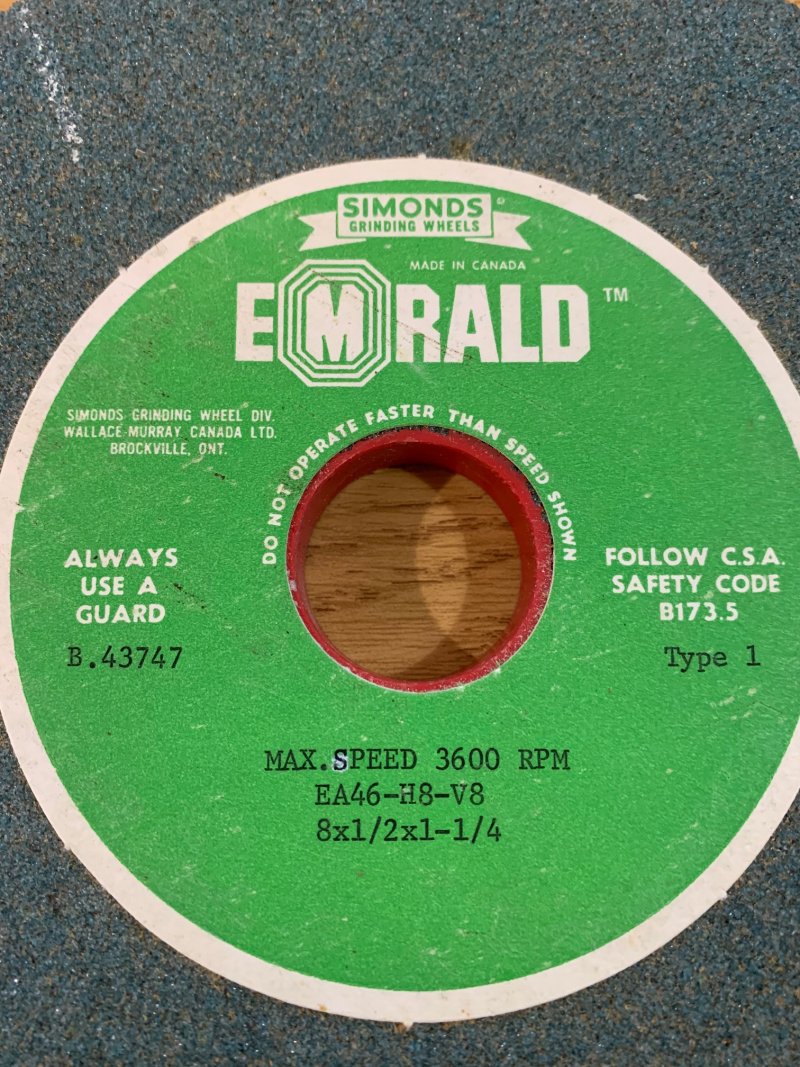 SIMONDS
GRINDING WHEELS
MADE IN CANADA
EMRALD™
SIMONDS GRINDING WHEEL DIV.
WALLACE-MURRAY CANADA LTD.
BROCKVILLE, ONT.
DO NOT OPERATE FASTER THAN SPEED SHOWN
ALWAYS
USE A
GUARD
B.43747
FOLLOW C.S.A.
SAFETY CODE
B173.5
Type 1
MAX.SPEED 3600 RPM
EA46-H8-V8
8x1/2x1-1/4